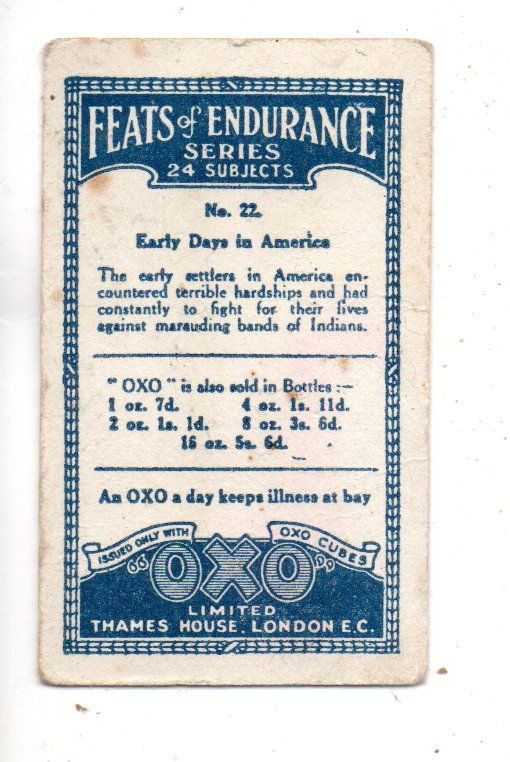 FEATS of ENDURANCE
SERIES
24 SUBJECTS
No. 22.
Early Days in America
The early settlers in America en-
countered terrible hardships and had
constantly to fight for their lives
against marauding bands of Indians.
"OXO" is also sold in Bottles :—
1 oz. 7d. 4 oz. 1s. 11d.
2 oz. 1s. 1d. 8 oz. 3s. 6d.
16 oz. 5s. 6d.
An OXO a day keeps illness at bay
ISSUED ONLY WITH OXO CUBES
"OXO"
LIMITED
THAMES HOUSE. LONDON E.C.